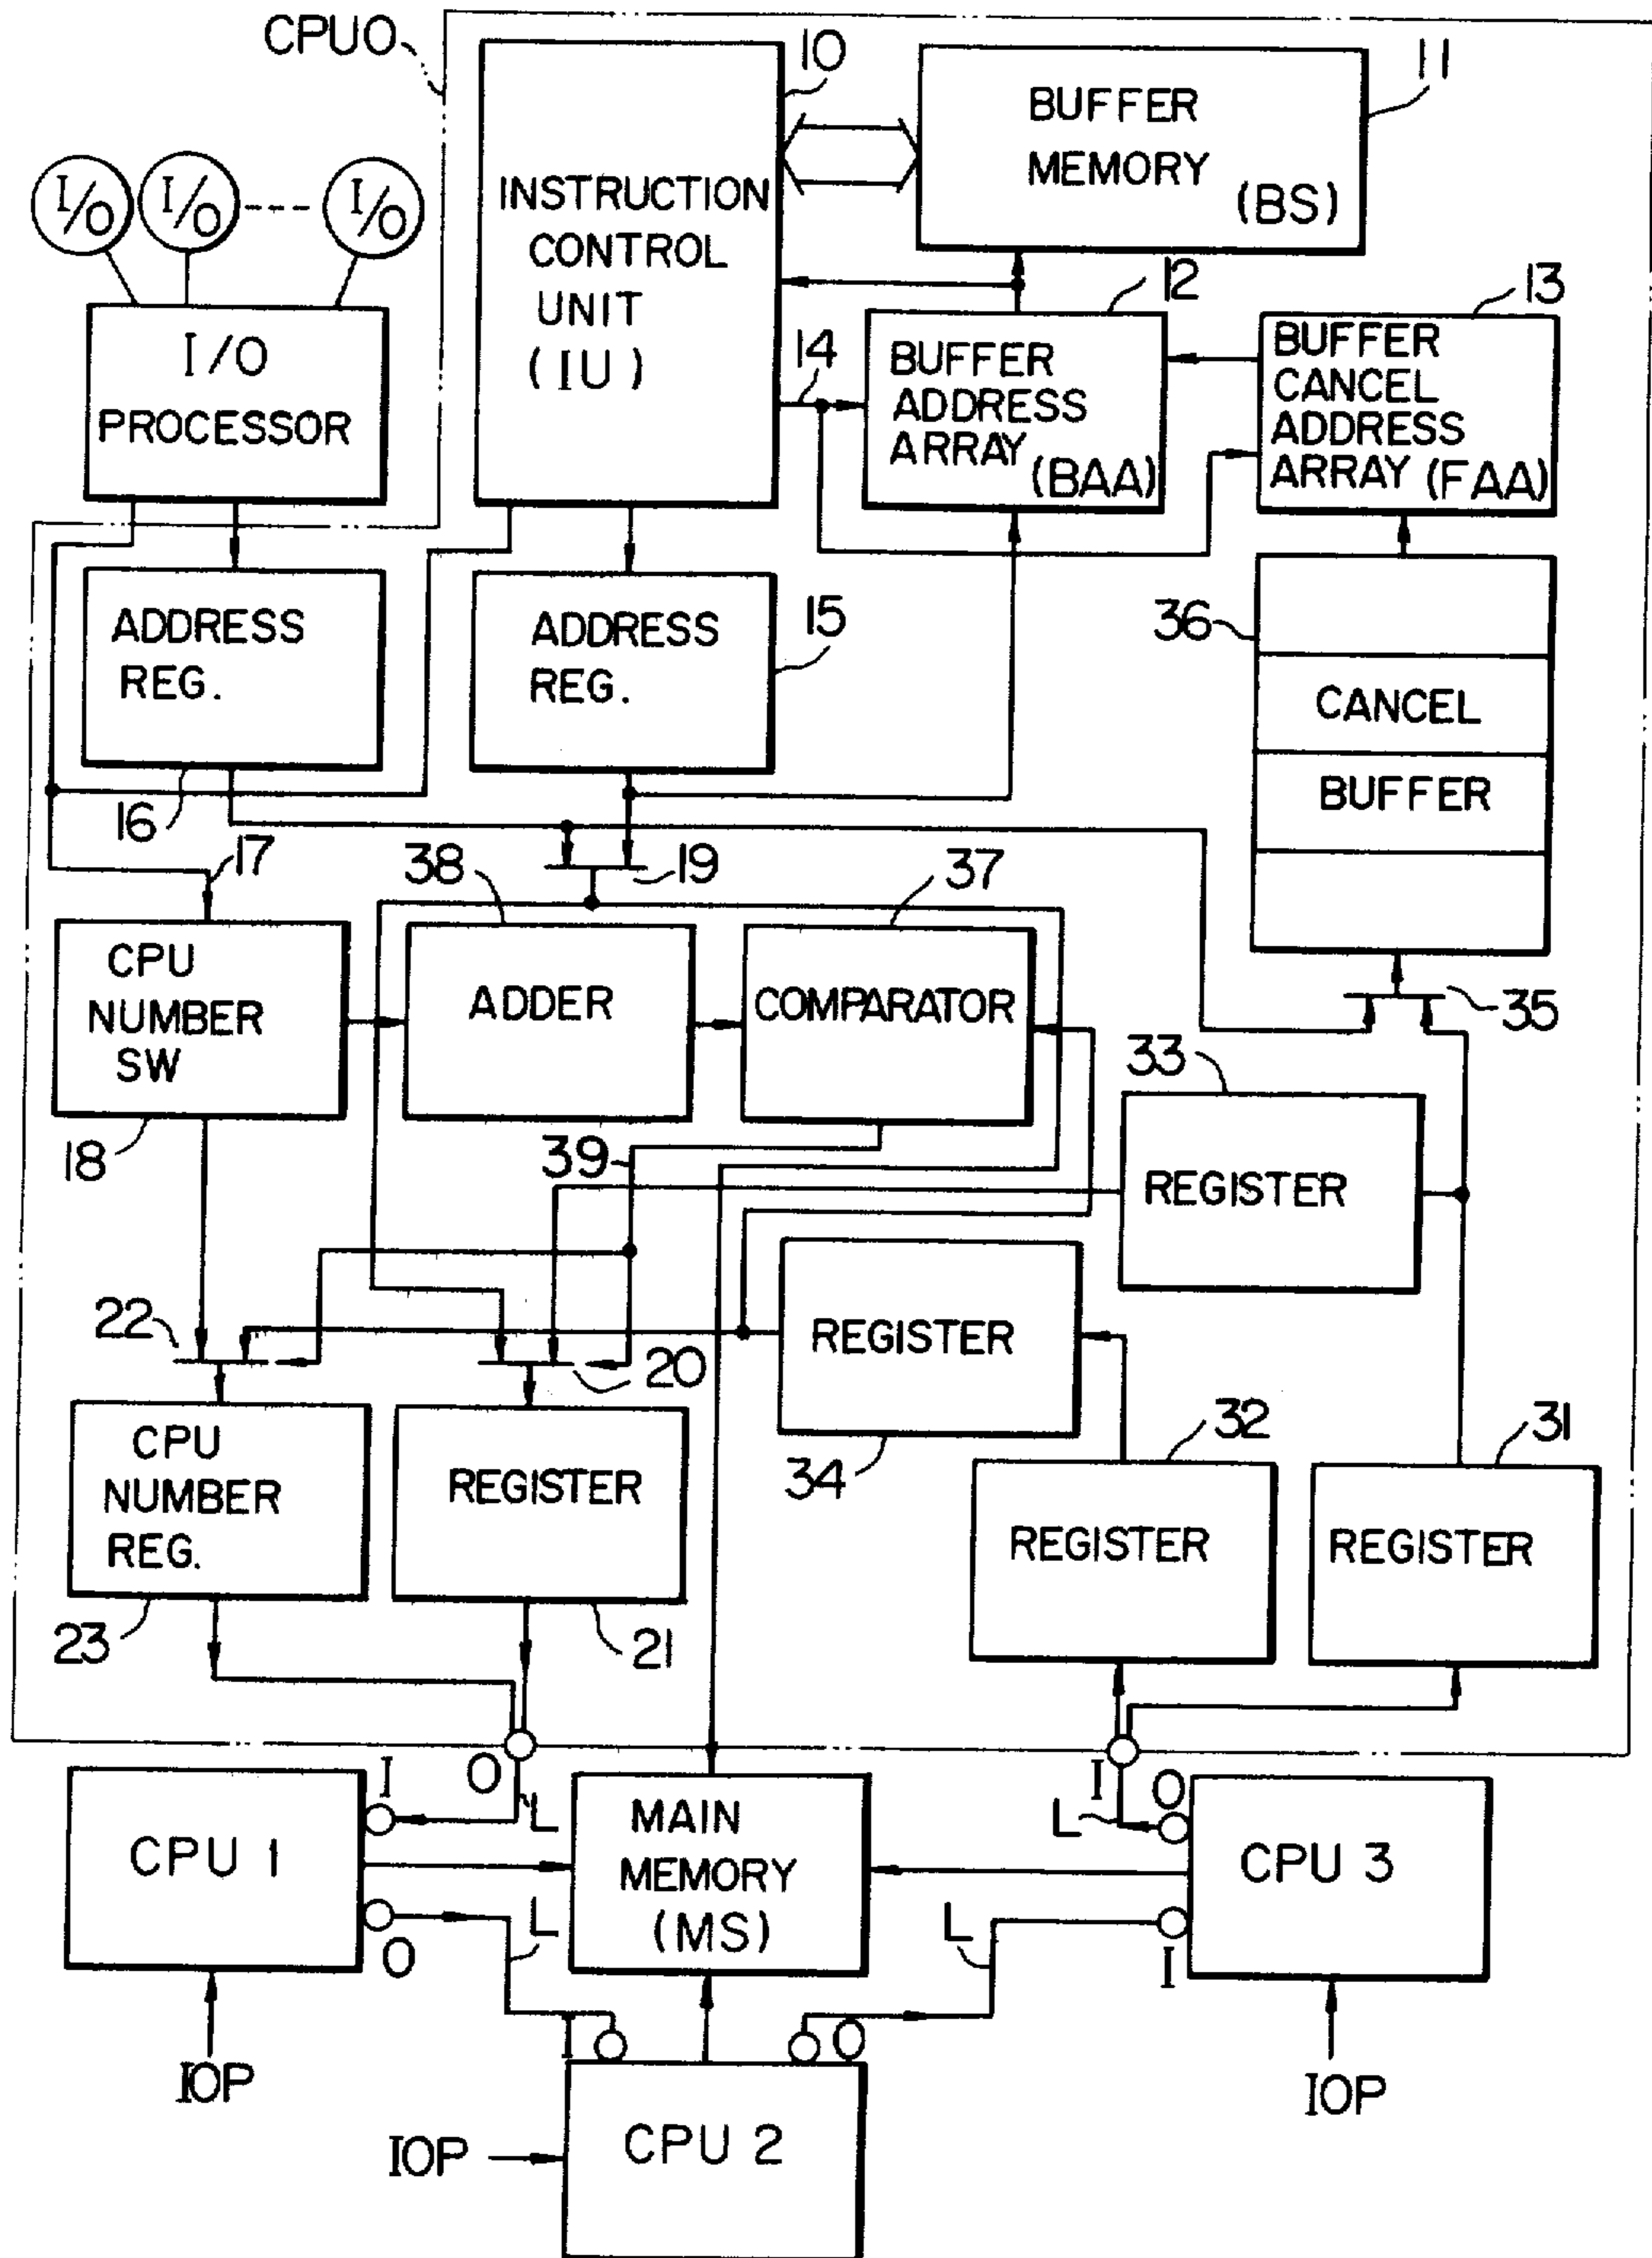 CPU0
10
11
BUFFER
MEMORY
(BS)
I/O
I/O
I/O
INSTRUCTION
CONTROL
UNIT
(IU)
12
13
I/O
PROCESSOR
14
BUFFER
ADDRESS
ARRAY
(BAA)
BUFFER
CANCEL
ADDRESS
ARRAY (FAA)
ADDRESS
REG.
16
ADDRESS
REG.
15
36
CANCEL
BUFFER
17
19
38
37
35
CPU
NUMBER
SW
18
ADDER
COMPARATOR
33
39
REGISTER
22
20
REGISTER
34
32
31
CPU
NUMBER
REG.
23
REGISTER
21
REGISTER
REGISTER
O
I
I
L
L
O
CPU 1
MAIN
MEMORY
(MS)
CPU 3
O
L
L
I
IOP
I
O
IOP
IOP
CPU 2